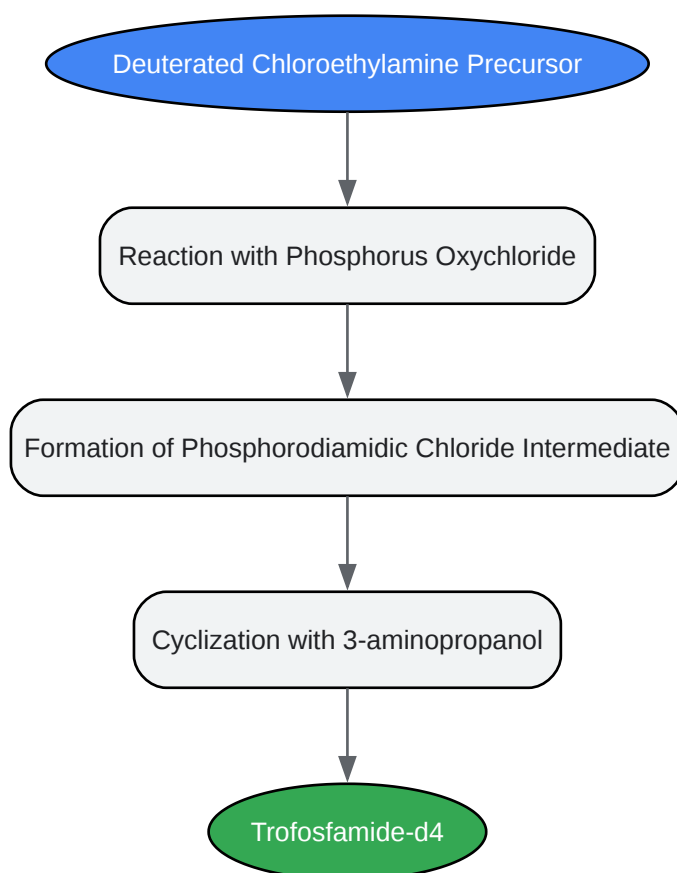 Deuterated Chloroethylamine Precursor
Reaction with Phosphorus Oxychloride
Formation of Phosphorodiamidic Chloride Intermediate
Cyclization with 3-aminopropanol
Trofosfamide-d4